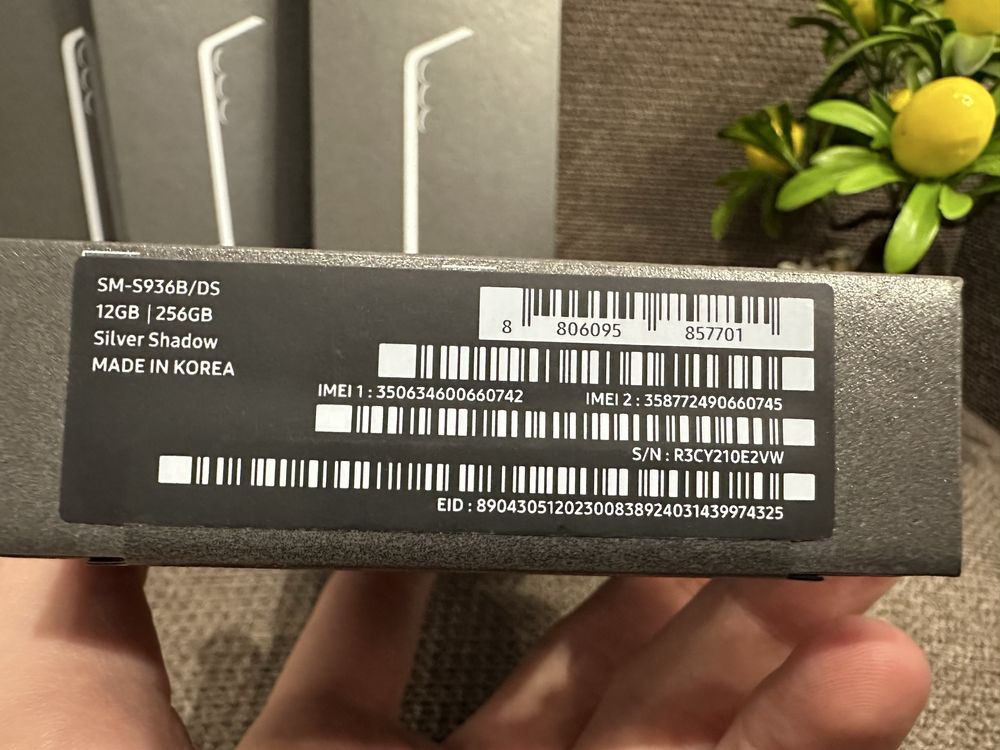 SM-S936B/DS
12GB | 256GB
Silver Shadow
MADE IN KOREA
8 806095 857701
IMEI 1 : 350634600660742 IMEI 2 : 358772490660745
S/N : R3CY210E2VW
EID : 89043051202300838924031439974325